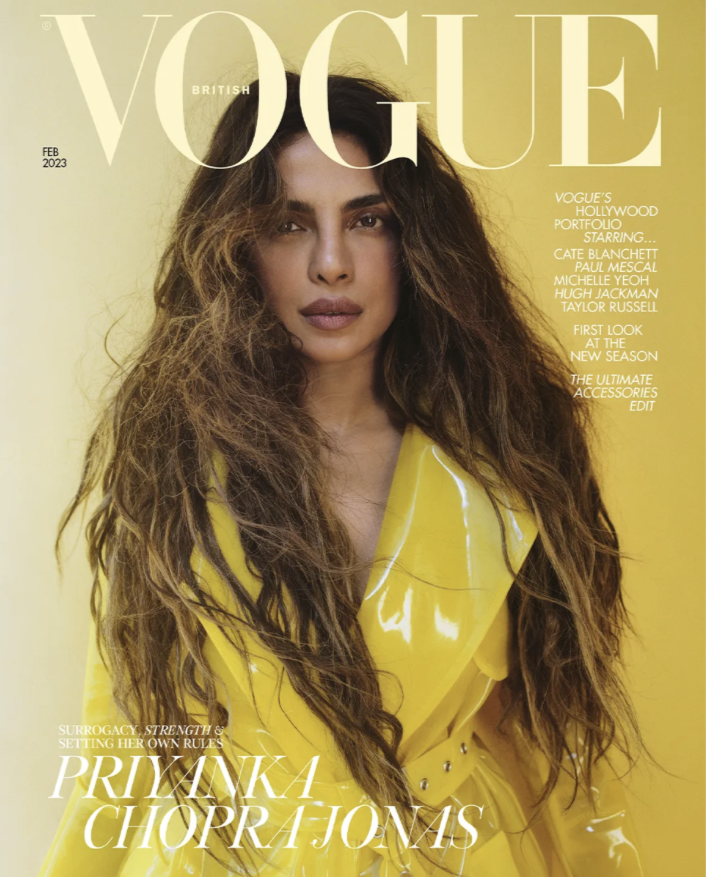 VOGUE
BRITISH
FEB
2023
VOGUE'S
HOLLYWOOD
PORTFOLIO
STARRING...
CATE BLANCHETT
PAUL MESCAL
MICHELLE YEOH
HUGH JACKMAN
TAYLOR RUSSELL
FIRST LOOK
AT THE
NEW SEASON
THE ULTIMATE
ACCESSORIES
EDIT
SURROGACY, STRENGTH &
SETTING HER OWN RULES
PRIYANKA
CHOPRA JONAS